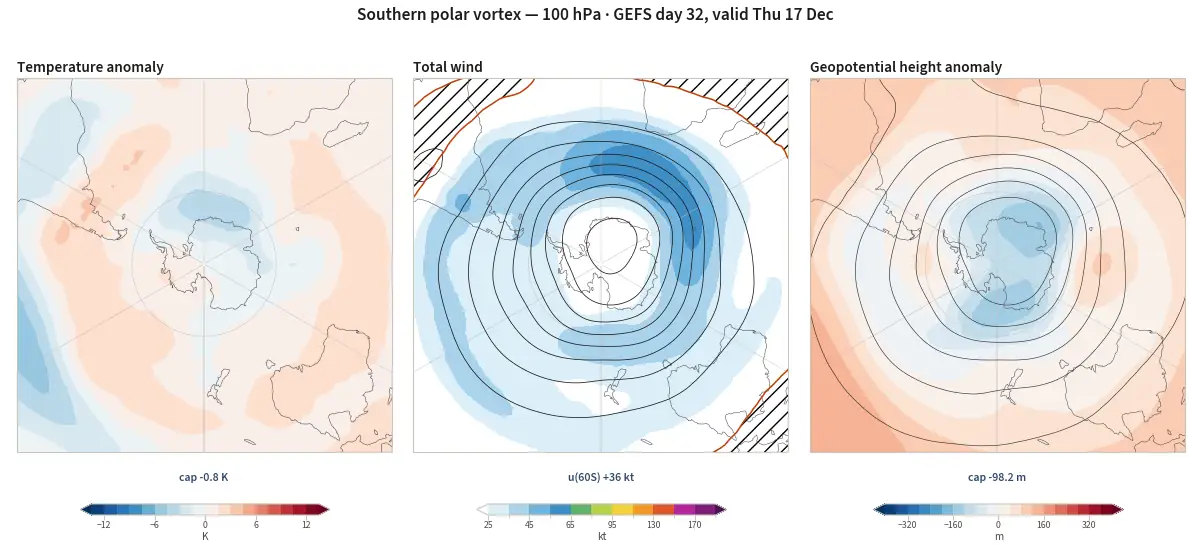 Southern polar vortex — 100 hPa · GEFS day 32, valid Thu 17 Dec
Temperature anomaly
Total wind
Geopotential height anomaly
cap -0.8 K
u(60S) +36 kt
cap -98.2 m
−12 −6 0 6 12
K
25 45 65 90 130 170
kt
−320 −160 0 160 320
m